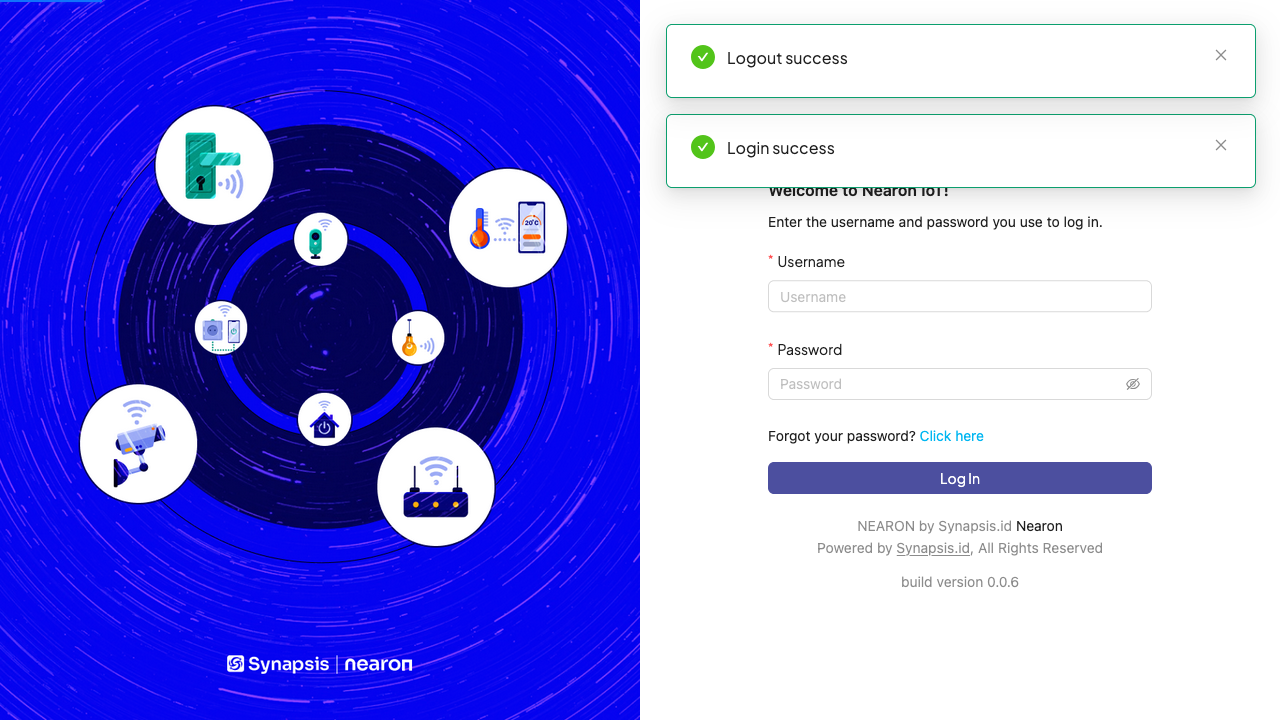 Logout success
Login success
Welcome to Nearon IoT!
Enter the username and password you use to log in.
* Username
Username
* Password
Password
Forgot your password? Click here
Log In
NEARON by Synapsis.id Nearon
Powered by Synapsis.id, All Rights Reserved
build version 0.0.6
20°C
Synapsis | nearon